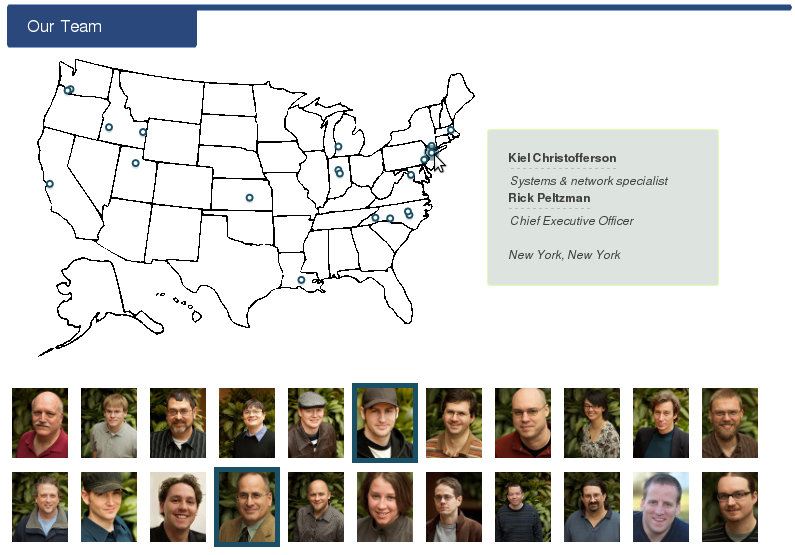 Our Team
Kiel Christofferson
Systems & network specialist
Rick Peltzman
Chief Executive Officer
New York, New York